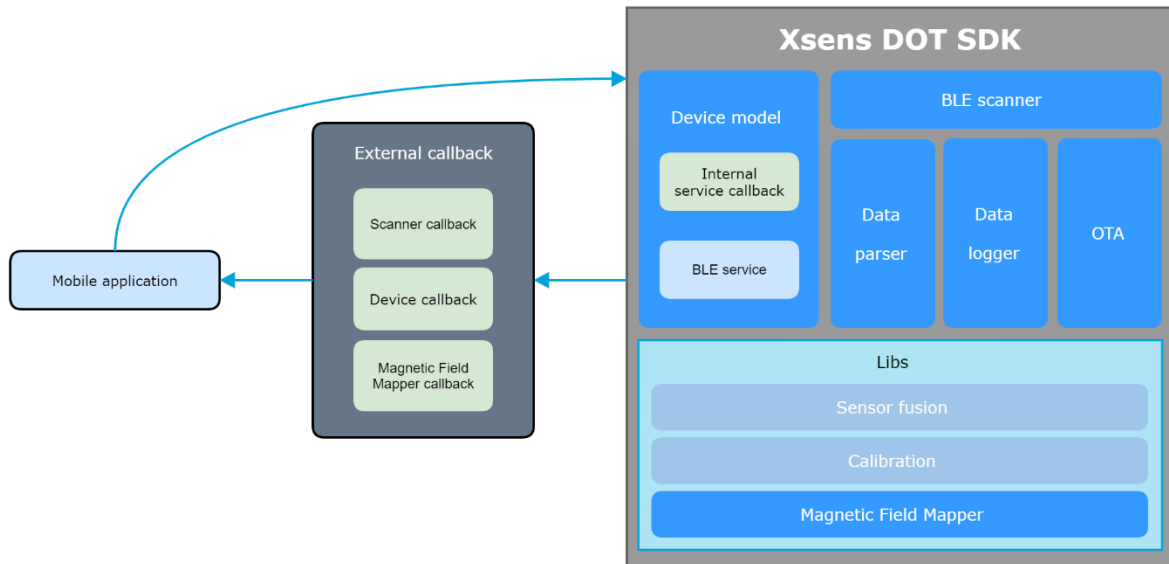 Xsens DOT SDK
Device model
BLE scanner
External callback
Internal
service callback
Scanner callback
Data
parser
Data
logger
OTA
BLE service
Mobile application
Device callback
Magnetic Field
Mapper callback
Libs
Sensor fusion
Calibration
Magnetic Field Mapper